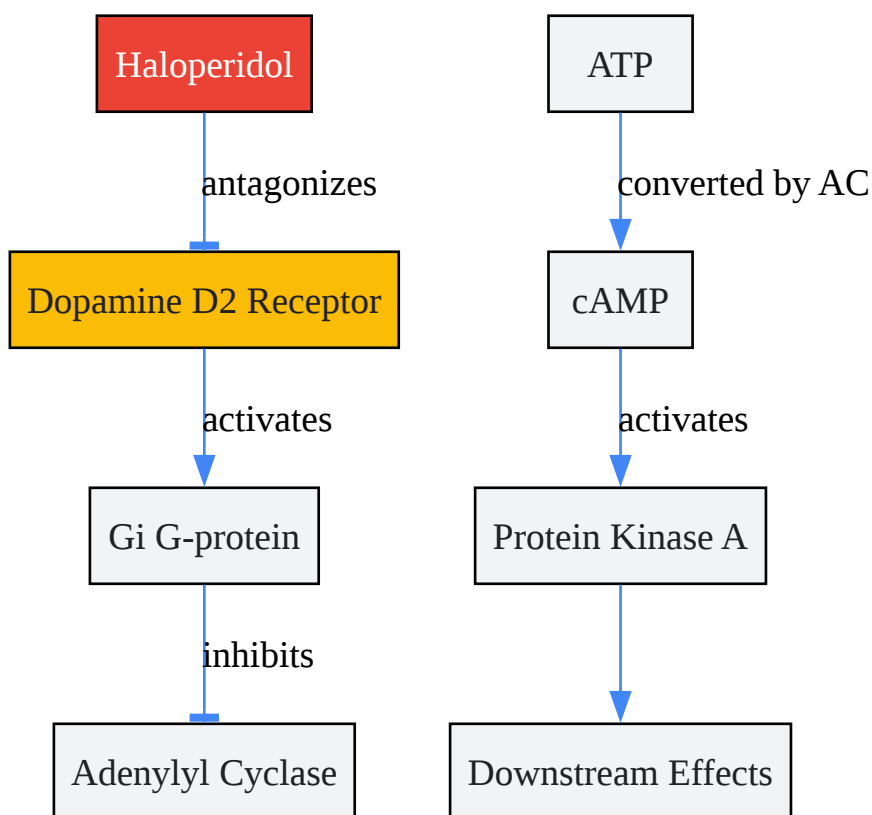 Haloperidol
antagonizes
Dopamine D2 Receptor
activates
Gi G-protein
inhibits
Adenylyl Cyclase
ATP
converted by AC
cAMP
activates
Protein Kinase A
Downstream Effects